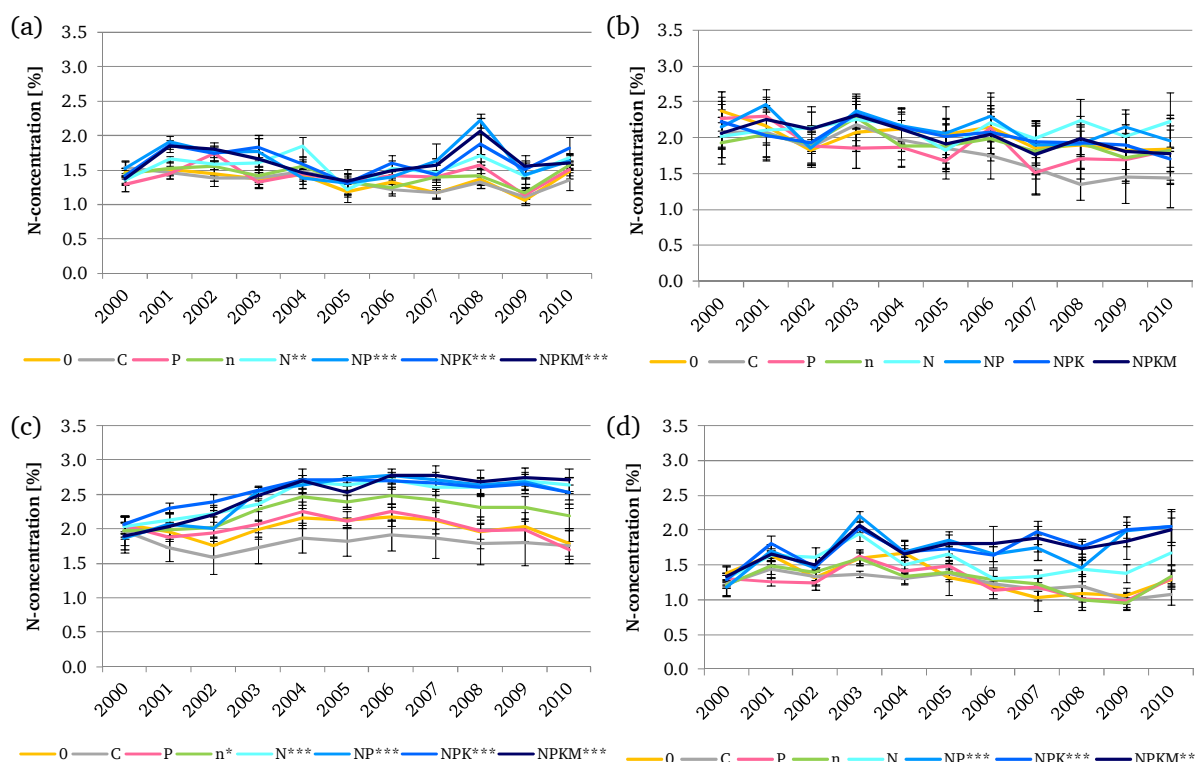 (a)
N-concentration [%]
3.5
3.0
2.5
2.0
1.5
1.0
0.5
0.0
2000 2001 2002 2003 2004 2005 2006 2007 2008 2009 2010
0 C P n N** NP*** NPK*** NPKM***
(b)
N-concentration [%]
3.5
3.0
2.5
2.0
1.5
1.0
0.5
0.0
2000 2001 2002 2003 2004 2005 2006 2007 2008 2009 2010
0 C P n N NP NPK NPKM
(c)
N-concentration [%]
3.5
3.0
2.5
2.0
1.5
1.0
0.5
0.0
2000 2001 2002 2003 2004 2005 2006 2007 2008 2009 2010
0 C P n* N*** NP*** NPK*** NPKM***
(d)
N-concentration [%]
3.5
3.0
2.5
2.0
1.5
1.0
0.5
0.0
2000 2001 2002 2003 2004 2005 2006 2007 2008 2009 2010
0 C P n N NP*** NPK*** NPKM**